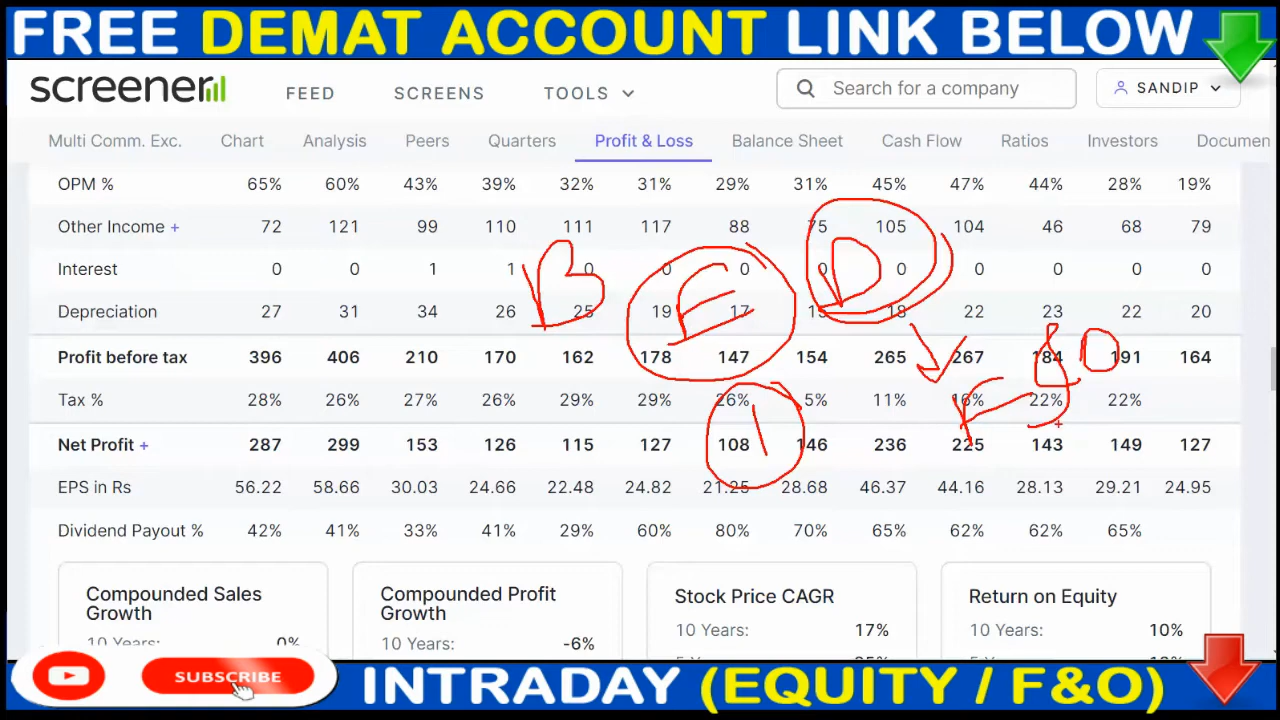 FREE DEMAT ACCOUNT LINK BELOW
screener FEED SCREENS TOOLS Search for a company SANDIP
Multi Comm. Exc. Chart Analysis Peers Quarters Profit & Loss Balance Sheet Cash Flow Ratios Investors Documen
OPM % 65% 60% 43% 39% 32% 31% 29% 31% 45% 47% 44% 28% 19%
Other Income + 72 121 99 110 111 117 88 75 105 104 46 68 79
Interest 0 0 1 1 0 0 0 0 0 0 0 0 0
Depreciation 27 31 34 26 25 19 17 18 22 23 22 20
Profit before tax 396 406 210 170 162 178 147 154 265 267 184 191 164
Tax % 28% 26% 27% 26% 29% 29% 26% 5% 11% 16% 22% 22%
Net Profit + 287 299 153 126 115 127 108 146 236 225 143 149 127
EPS in Rs 56.22 58.66 30.03 24.66 22.48 24.82 21.25 28.68 46.37 44.16 28.13 29.21 24.95
Dividend Payout % 42% 41% 33% 41% 29% 60% 80% 70% 65% 62% 62% 65%
B E D
1
Compounded Sales Growth
10 Years: 0%
Compounded Profit Growth
10 Years: -6%
Stock Price CAGR
10 Years: 17%
Return on Equity
10 Years: 10%
SUBSCRIBE
INTRADAY (EQUITY / F&O)